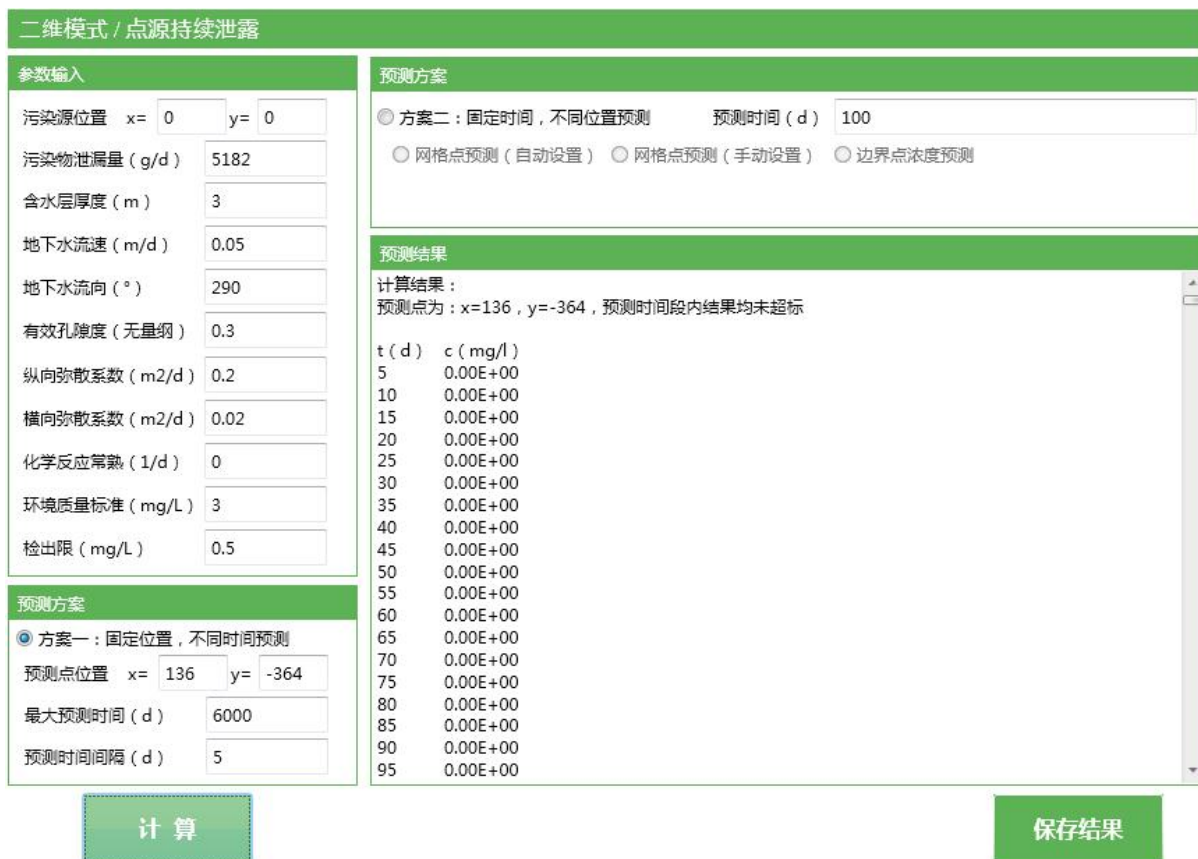 二维模式 / 点源持续泄露
参数输入
污染源位置 x= 0 y= 0
污染物泄漏量（g/d） 5182
含水层厚度（m） 3
地下水流速（m/d） 0.05
地下水流向（°） 290
有效孔隙度（无量纲） 0.3
纵向弥散系数（m2/d） 0.2
横向弥散系数（m2/d） 0.02
化学反应常熟（1/d） 0
环境质量标准（mg/L） 3
检出限（mg/L） 0.5
预测方案
方案一：固定位置，不同时间预测
预测点位置 x= 136 y= -364
最大预测时间（d） 6000
预测时间间隔（d） 5
计 算
预测方案
方案二：固定时间，不同位置预测 预测时间（d） 100
网格点预测（自动设置） 网格点预测（手动设置） 边界点浓度预测
预测结果
计算结果：
预测点为：x=136，y=-364，预测时间段内结果均未超标
t（d） c（mg/l）
5 0.00E+00
10 0.00E+00
15 0.00E+00
20 0.00E+00
25 0.00E+00
30 0.00E+00
35 0.00E+00
40 0.00E+00
45 0.00E+00
50 0.00E+00
55 0.00E+00
60 0.00E+00
65 0.00E+00
70 0.00E+00
75 0.00E+00
80 0.00E+00
85 0.00E+00
90 0.00E+00
95 0.00E+00
保存结果